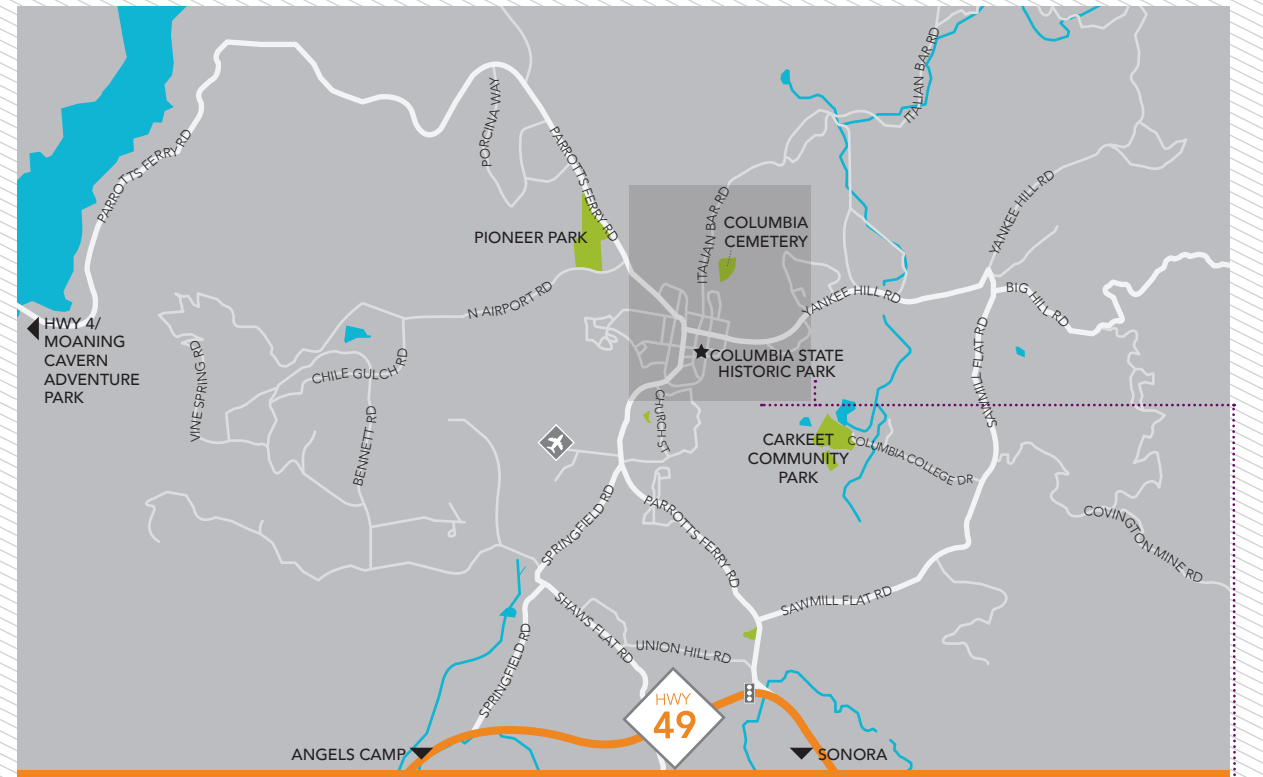 ITALIAN BAR RD
PORCINA WAY
PARROTTS FERRY RD
PARROTTS FERRY RD
YANKEE HILL RD
ITALIAN BAR RD
COLUMBIA
CEMETERY
PIONEER PARK
N AIRPORT RD
YANKEE HILL RD
BIG HILL RD
HWY 4/
MOANING
CAVERN
ADVENTURE
PARK
VINE SPRING RD
CHILE GULCH RD
SAWMILL FLAT RD
COLUMBIA STATE
HISTORIC PARK
CHURCH ST
BENNETT RD
CARKEET
COMMUNITY
PARK
COLUMBIA COLLEGE DR
SPRINGFIELD RD
PARROTTS FERRY RD
COVINGTON MINE RD
SAWMILL FLAT RD
SHAWS FLAT RD
UNION HILL RD
SPRINGFIELD RD
HWY
49
ANGELS CAMP
SONORA